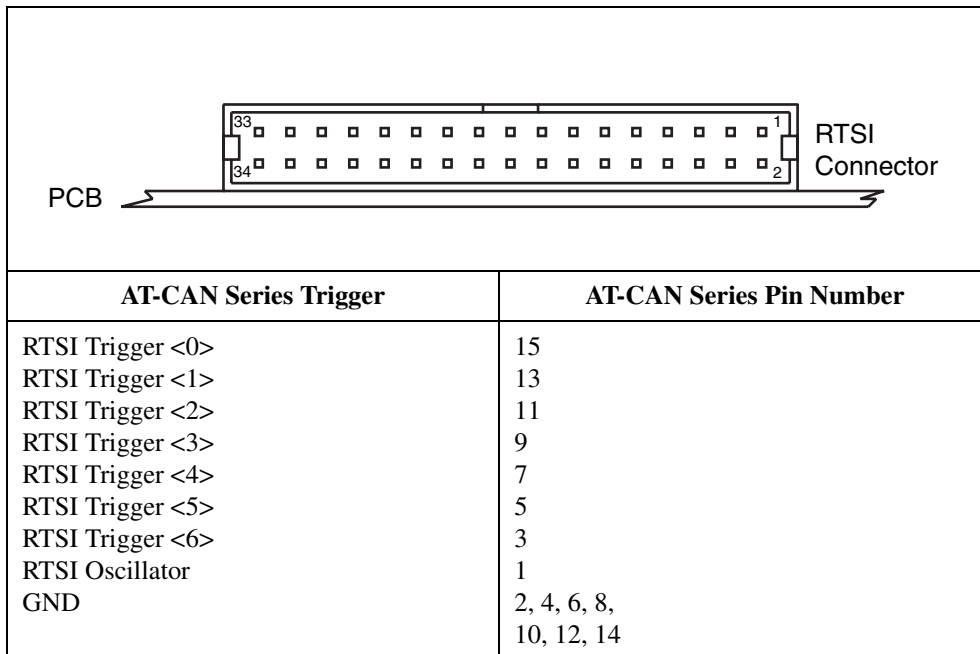 33
1
RTSI
Connector
34
2
PCB
AT-CAN Series Trigger AT-CAN Series Pin Number
RTSI Trigger <0> 15
RTSI Trigger <1> 13
RTSI Trigger <2> 11
RTSI Trigger <3> 9
RTSI Trigger <4> 7
RTSI Trigger <5> 5
RTSI Trigger <6> 3
RTSI Oscillator 1
GND 2, 4, 6, 8,
10, 12, 14